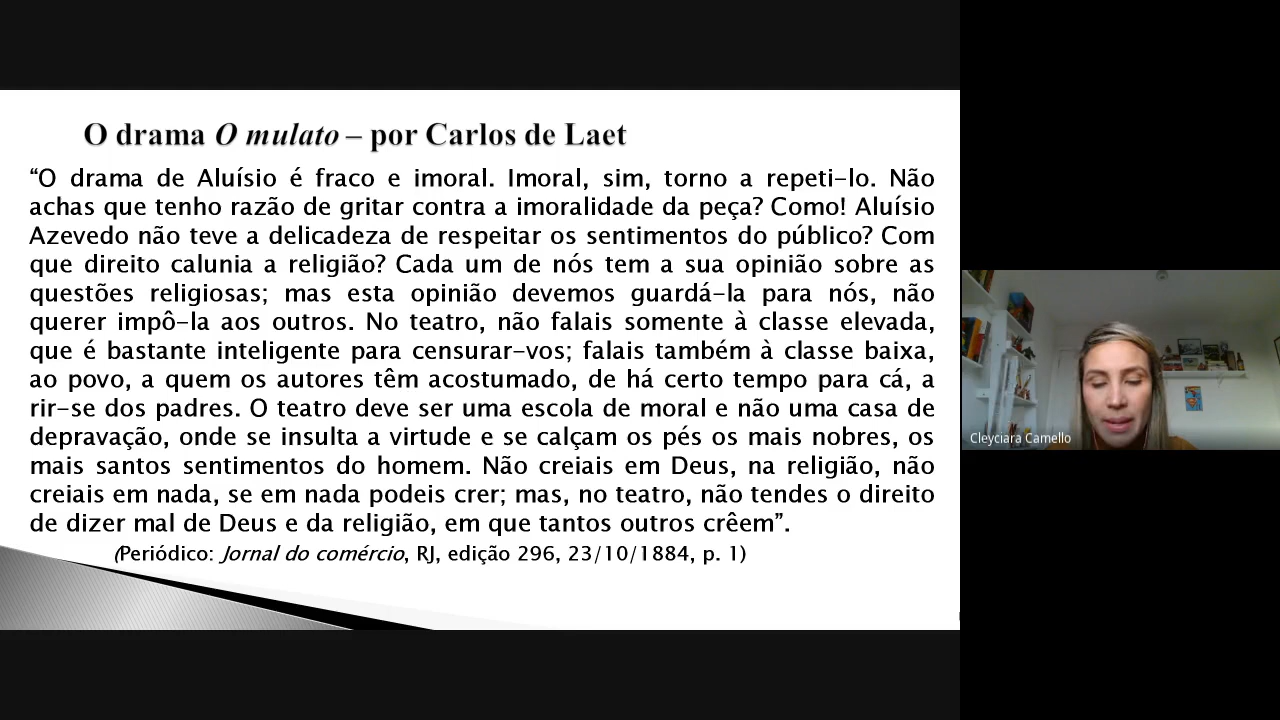 O drama O mulato – por Carlos de Laet
“O drama de Aluísio é fraco e imoral. Imoral, sim, torno a repeti-lo. Não
achas que tenho razão de gritar contra a imoralidade da peça? Como! Aluísio
Azevedo não teve a delicadeza de respeitar os sentimentos do público? Com
que direito calunia a religião? Cada um de nós tem a sua opinião sobre as
questões religiosas; mas esta opinião devemos guardá-la para nós, não
querer impô-la aos outros. No teatro, não falais somente à classe elevada,
que é bastante inteligente para censurar-vos; falais também à classe baixa,
ao povo, a quem os autores têm acostumado, de há certo tempo para cá, a
rir-se dos padres. O teatro deve ser uma escola de moral e não uma casa de
depravação, onde se insulta a virtude e se calçam os pés os mais nobres, os
mais santos sentimentos do homem. Não creiais em Deus, na religião, não
creiais em nada, se em nada podeis crer; mas, no teatro, não tendes o direito
de dizer mal de Deus e da religião, em que tantos outros crêem”.
(Periódico: Jornal do comércio, RJ, edição 296, 23/10/1884, p. 1)
Cleyciara Camello